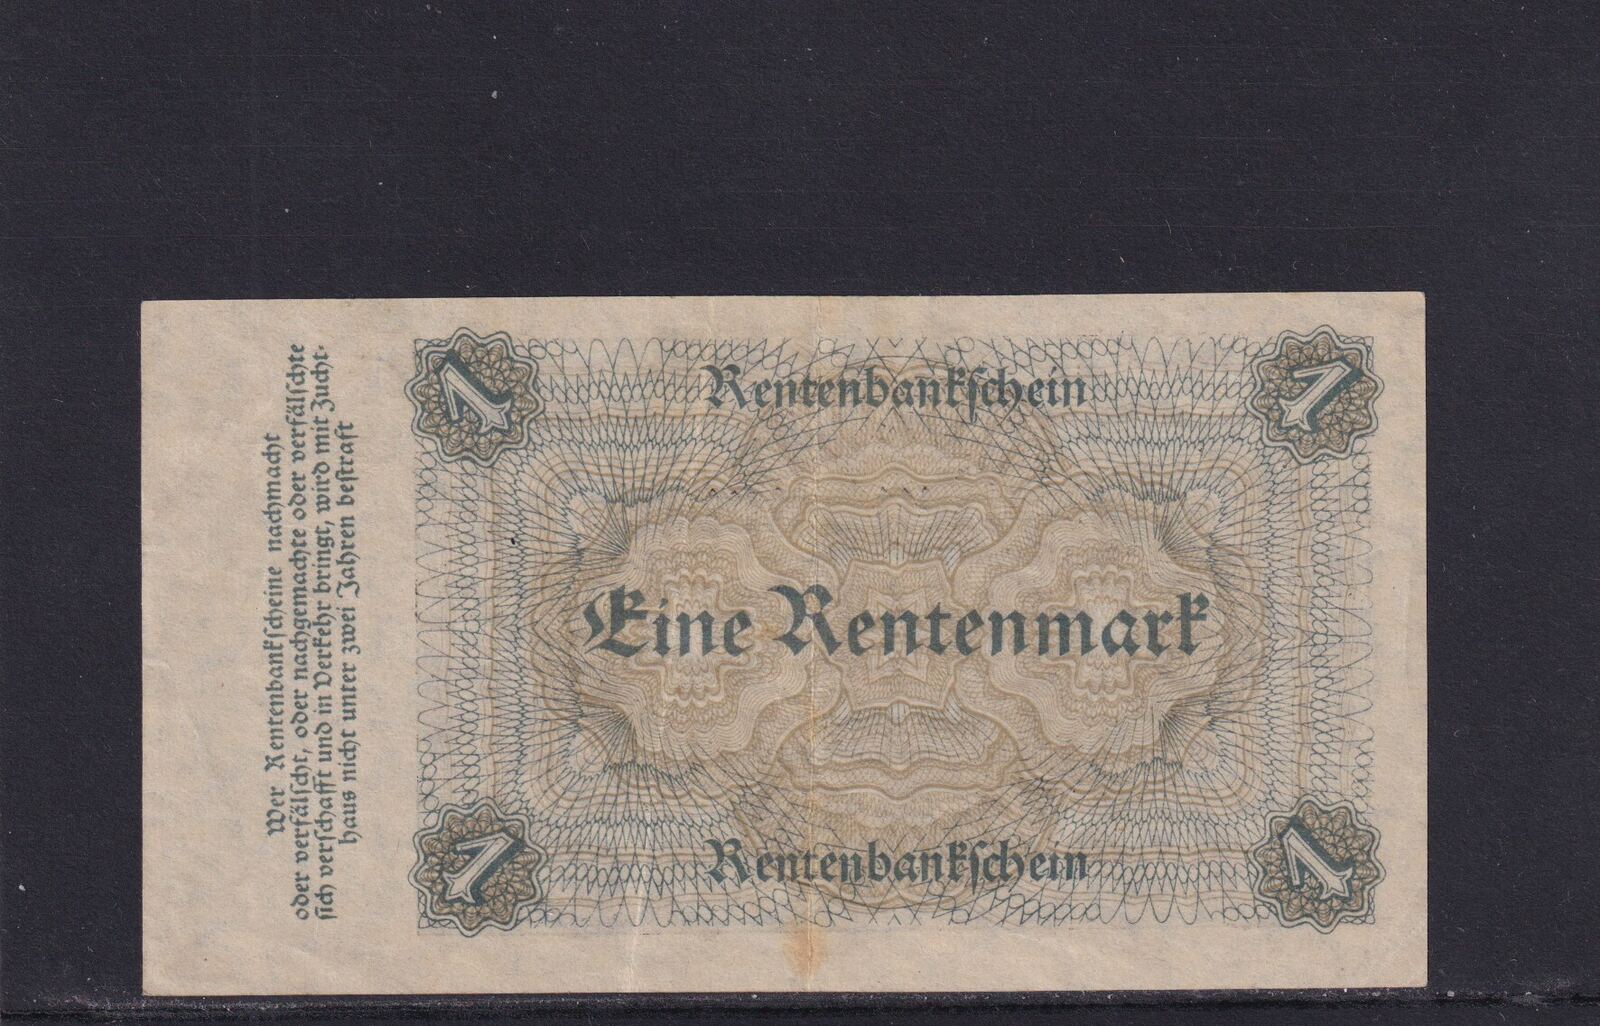 Wer Rentenbankscheine nachmacht
oder verfälscht, oder nachgemachte oder verfälschte
sich verschafft und in Verkehr bringt, wird mit Zucht-
haus nicht unter zwei Jahren bestraft
1
Rentenbankschein
1
Eine Rentenmark
1
Rentenbankschein
1